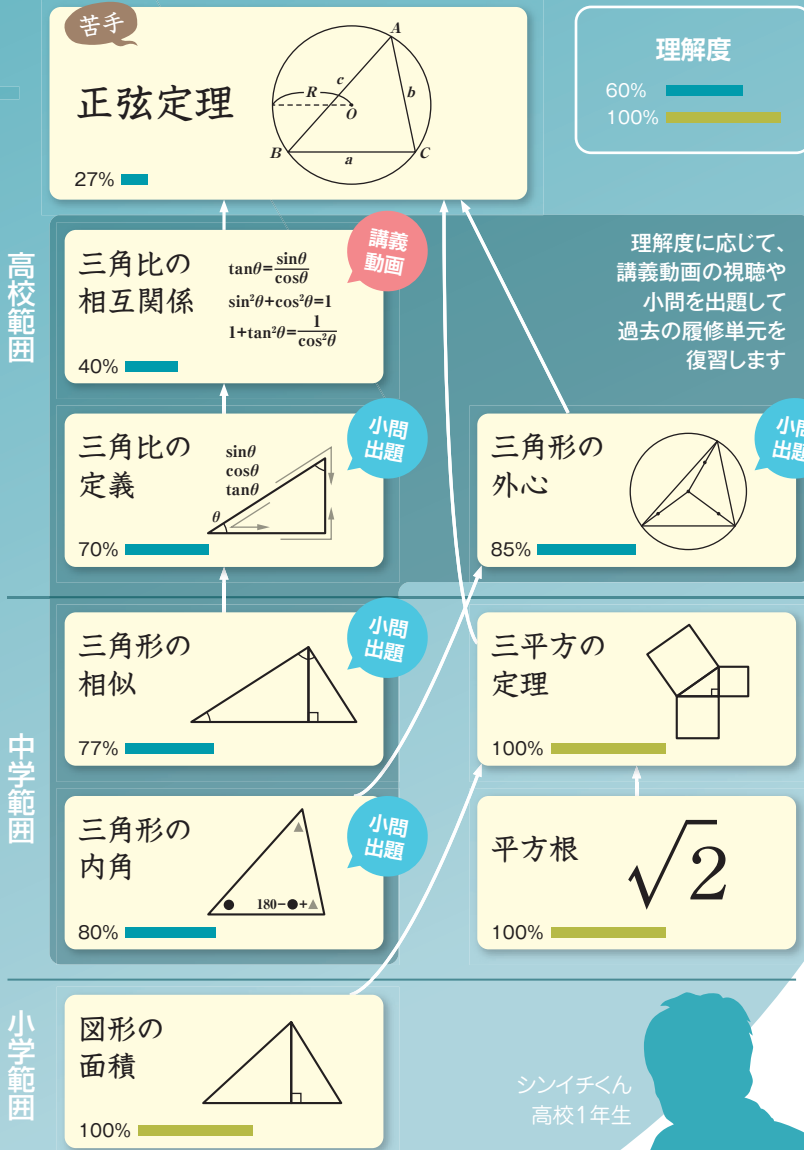 苦手
正弦定理
A
c
R
b
O
B
a
C
27%
理解度
60%
100%
高校範囲
三角比の
相互関係
tanθ=sinθ/cosθ
sin²θ+cos²θ=1
1+tan²θ=1/cos²θ
40%
講義
動画
理解度に応じて、
講義動画の視聴や
小問を出題して
過去の履修単元を
復習します
三角比の
定義
sinθ
cosθ
tanθ
θ
70%
小問
出題
三角形の
外心
85%
小問
出題
中学範囲
三角形の
相似
77%
小問
出題
三平方の
定理
100%
三角形の
内角
180−●+▲
80%
小問
出題
平方根
√2
100%
小学範囲
図形の
面積
100%
シンイチくん
高校1年生